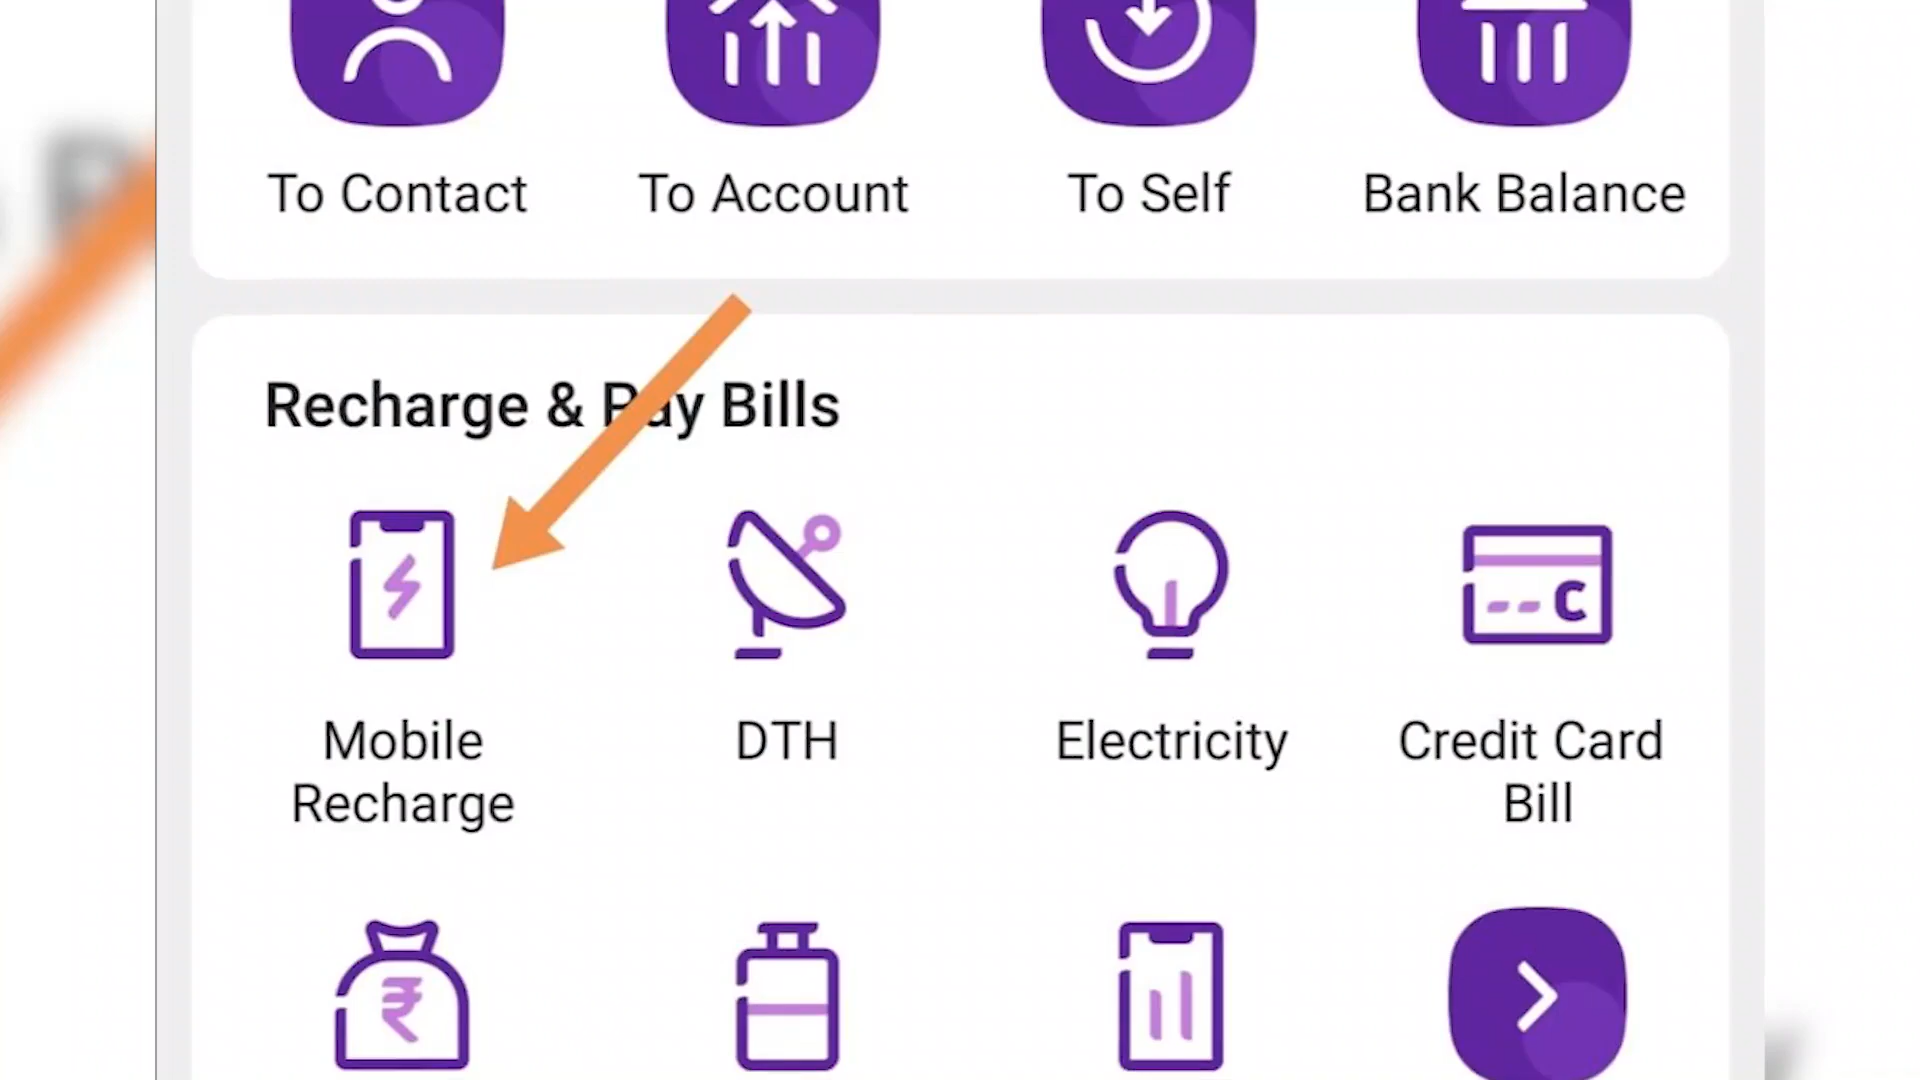 To Contact
To Account
To Self
Bank Balance
Recharge & Pay Bills
Mobile
Recharge
DTH
Electricity
Credit Card
Bill
C
₹